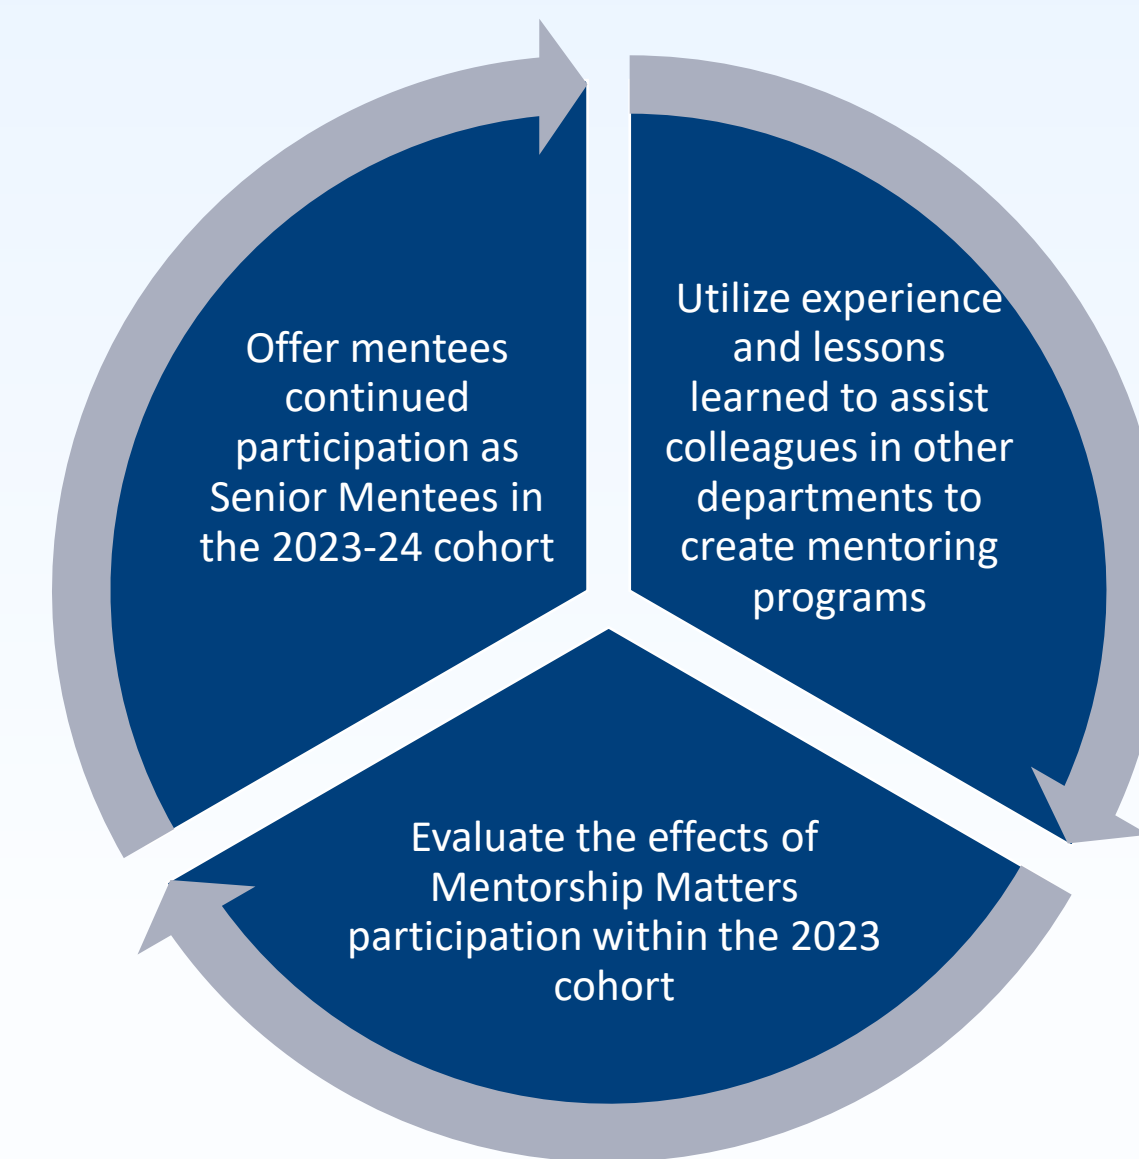 Offer mentees
continued
participation as
Senior Mentees in
the 2023-24 cohort
Utilize experience
and lessons
learned to assist
colleagues in other
departments to
create mentoring
programs
Evaluate the effects of
Mentorship Matters
participation within the 2023
cohort